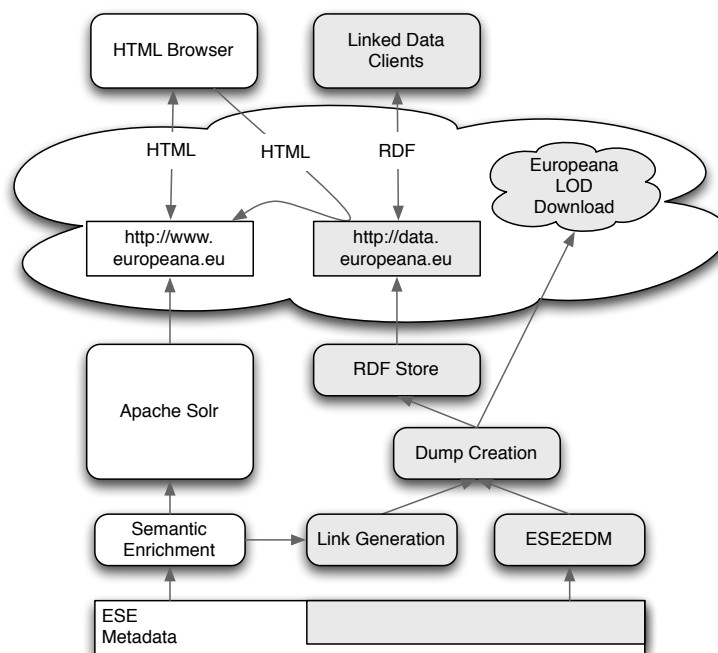 HTML Browser
Linked Data
Clients
HTML
HTML
RDF
Europeana
LOD
Download
http://www.
europeana.eu
http://data.
europeana.eu
RDF Store
Apache Solr
Dump Creation
Semantic
Enrichment
Link Generation
ESE2EDM
ESE
Metadata